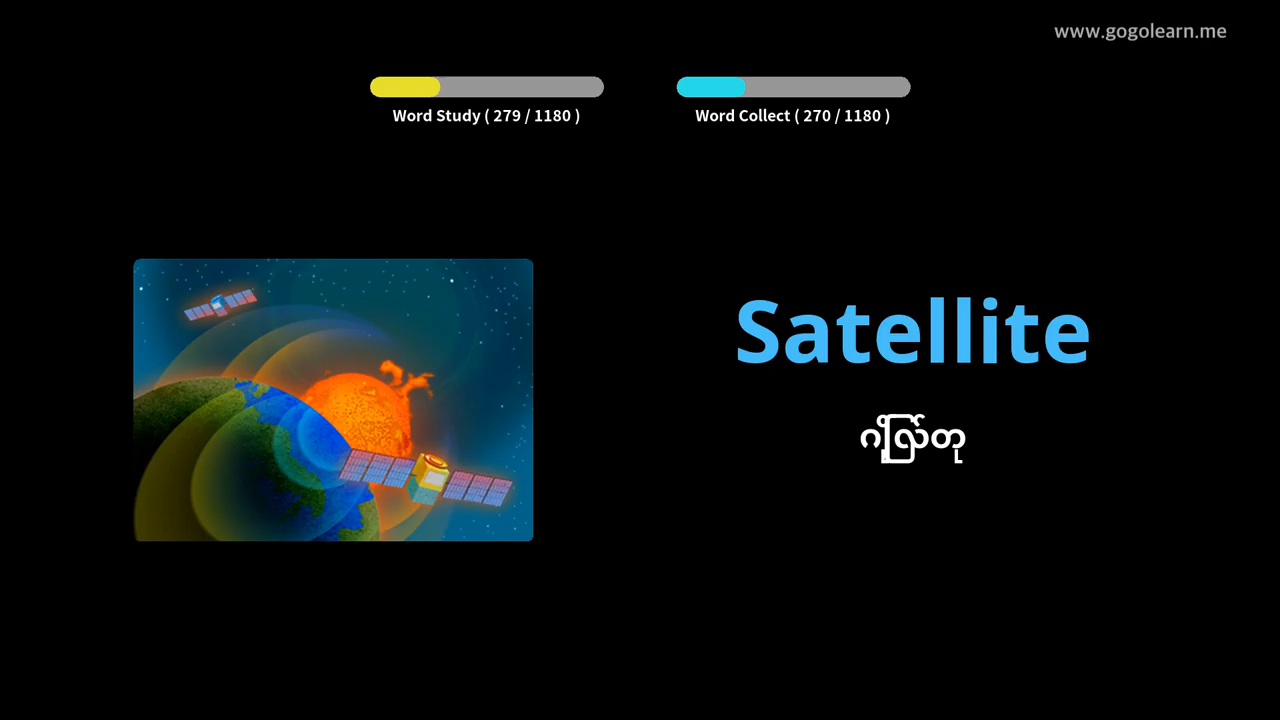 www.gogolearn.me
Word Study ( 279 / 1180 )
Word Collect ( 270 / 1180 )
Satellite
ဂြိုလ်တု